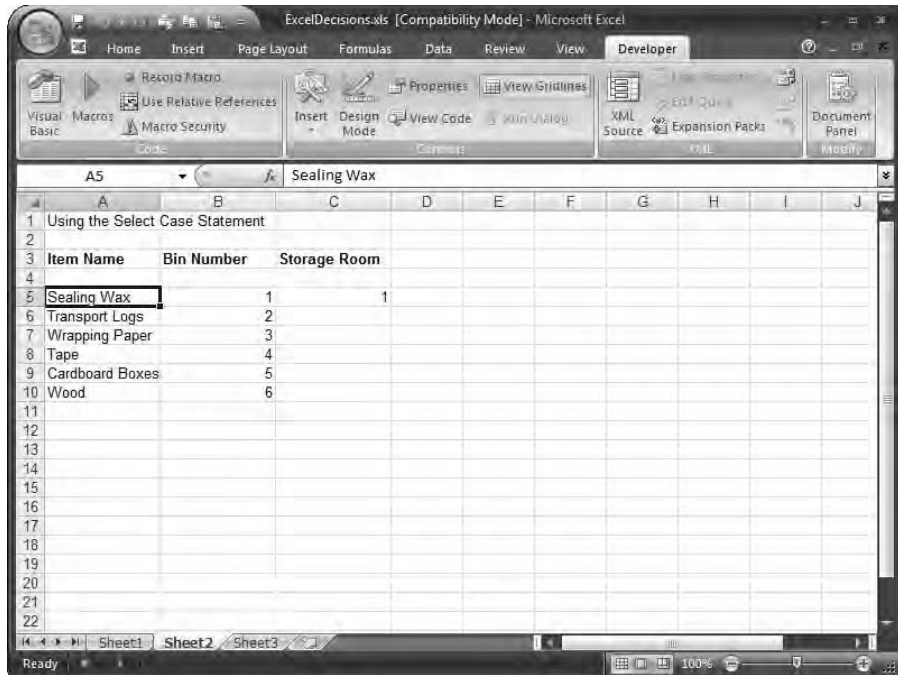 ExcelDecisions.xls [Compatibility Mode] - Microsoft Excel
Home Insert Page Layout Formulas Data Review View Developer
Visual Basic
Macros
Record Macro
Use Relative References
Macro Security
Code
Insert
Design Mode
Properties
View Code
View Gridlines
Run Dialog
Controls
XML Source
Expansion Packs
XML
Document Panel
Modify
A5 fx Sealing Wax
A B C D E F G H I J
1 Using the Select Case Statement
2
3 Item Name Bin Number Storage Room
4
5 Sealing Wax 1 1
6 Transport Logs 2
7 Wrapping Paper 3
8 Tape 4
9 Cardboard Boxes 5
10 Wood 6
11
12
13
14
15
16
17
18
19
20
21
22
Sheet1 Sheet2 Sheet3
Ready 100%